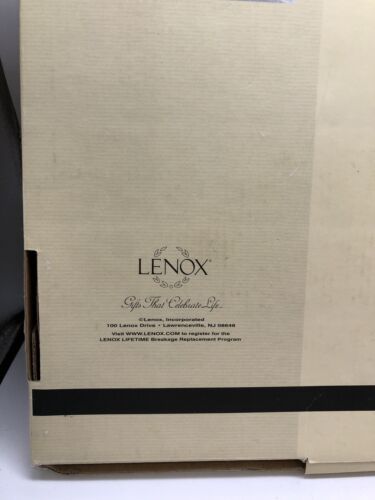 LENOX®
Gifts That Celebrate Life
©Lenox, Incorporated
100 Lenox Drive • Lawrenceville, NJ 08648
Visit WWW.LENOX.COM to register for the
LENOX LIFETIME Breakage Replacement Program